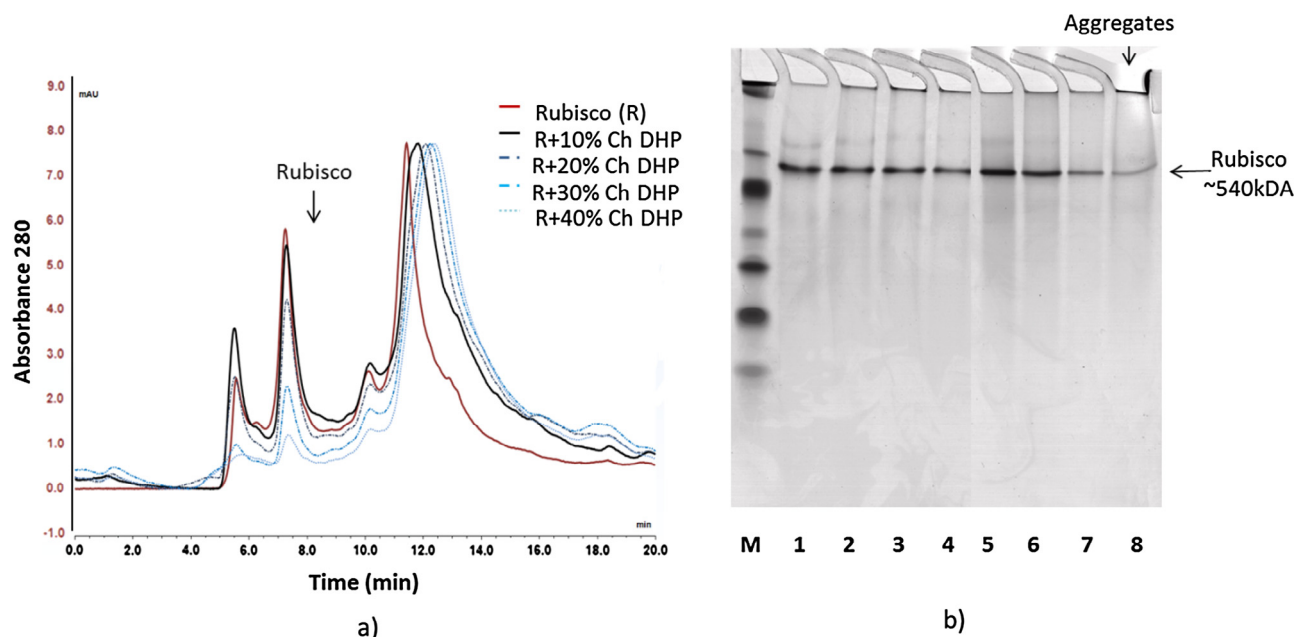 Absorbance 280
9.0
8.0
7.0
6.0
5.0
4.0
3.0
2.0
1.0
0.0
-1.0
mAU
Rubisco
Rubisco (R)
R+10% Ch DHP
R+20% Ch DHP
R+30% Ch DHP
R+40% Ch DHP
min
0.0 2.0 4.0 6.0 8.0 10.0 12.0 14.0 16.0 18.0 20.0
Time (min)
a)
Aggregates
Rubisco
~540kDA
M 1 2 3 4 5 6 7 8
b)